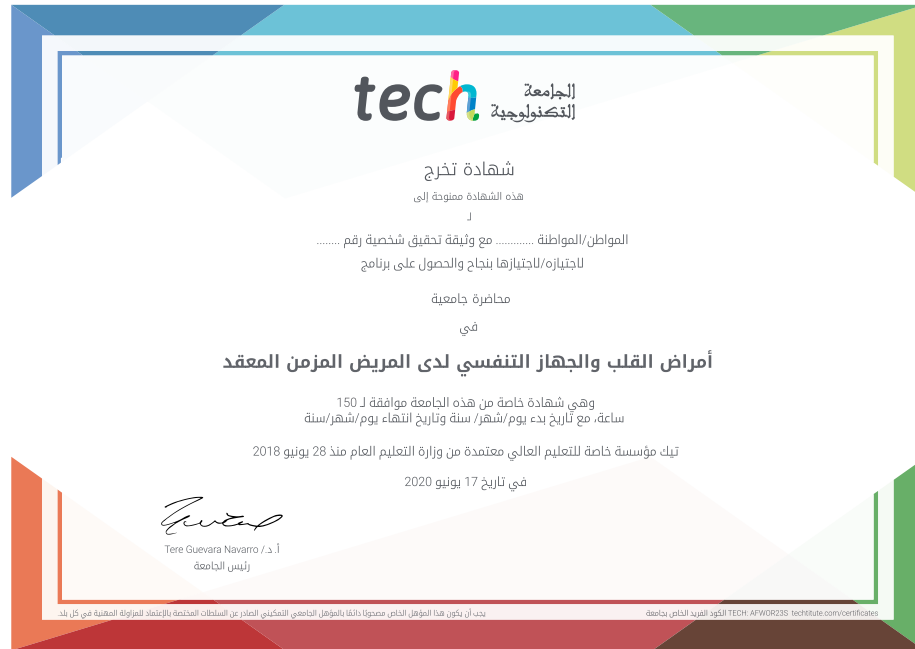 tech الجامعة
التكنولوجية
شهادة تخرج
هذه الشهادة ممنوحة إلى
لـ
المواطن/المواطنة ............ مع وثيقة تحقيق شخصية رقم ........
لاجتيازه/لاجتيازها بنجاح والحصول على برنامج
محاضرة جامعية
في
أمراض القلب والجهاز التنفسي لدى المريض المزمن المعقد
وهي شهادة خاصة من هذه الجامعة موافقة لـ 150
ساعة، مع تاريخ بدء يوم/شهر/ سنة وتاريخ انتهاء يوم/شهر/سنة
تيك مؤسسة خاصة للتعليم العالي معتمدة من وزارة التعليم العام منذ 28 يونيو 2018
في تاريخ 17 يونيو 2020
أ. د./ Tere Guevara Navarro
رئيس الجامعة
يجب أن يكون هذا المؤهل الخاص مصحوبًا دائمًا بالمؤهل الجامعي التمكيني الصادر عن السلطات المختصة بالإعتماد للمزاولة المهنية في كل بلد.
الكود الفريد الخاص بجامعة TECH: AFWOR23S techtitute.com/certificates